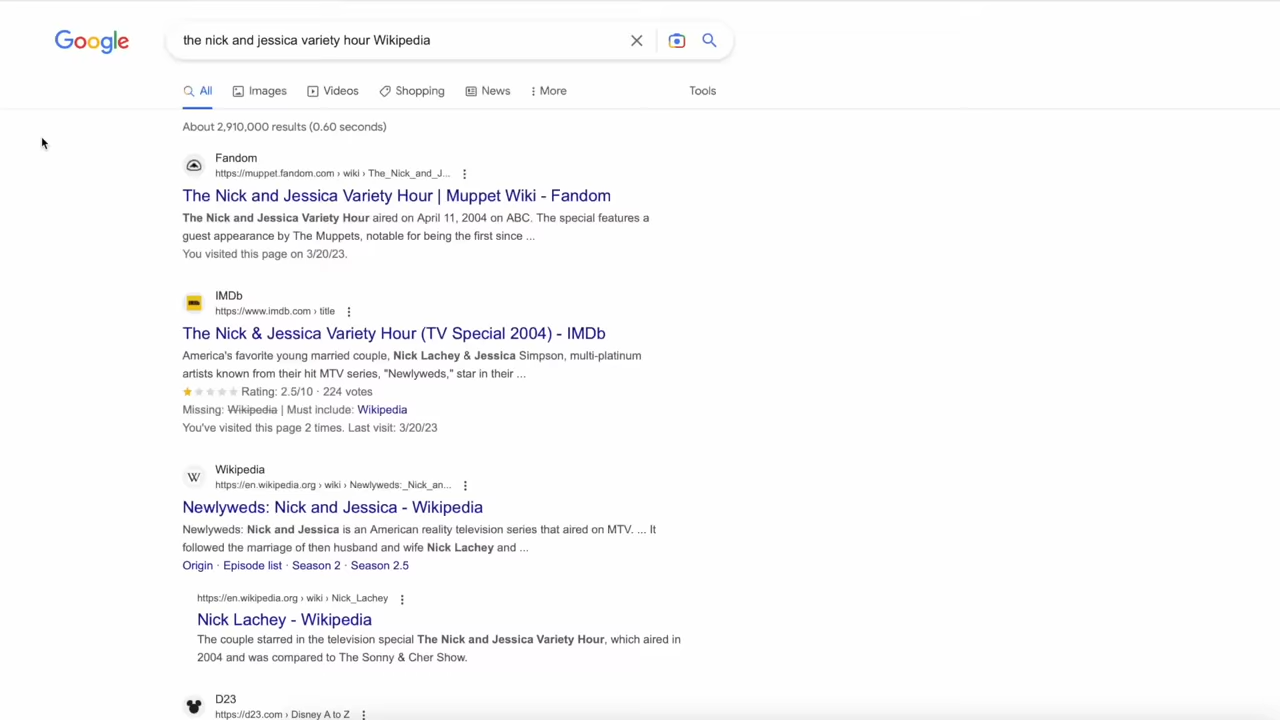 Google
the nick and jessica variety hour Wikipedia
All Images Videos Shopping News More Tools
About 2,910,000 results (0.60 seconds)
Fandom
https://muppet.fandom.com › wiki › The_Nick_and_J...
The Nick and Jessica Variety Hour | Muppet Wiki - Fandom
The Nick and Jessica Variety Hour aired on April 11, 2004 on ABC. The special features a
guest appearance by The Muppets, notable for being the first since ...
You visited this page on 3/20/23.
IMDb
https://www.imdb.com › title
The Nick & Jessica Variety Hour (TV Special 2004) - IMDb
America's favorite young married couple, Nick Lachey & Jessica Simpson, multi-platinum
artists known from their hit MTV series, "Newlyweds," star in their ...
Rating: 2.5/10 · 224 votes
Missing: Wikipedia | Must include: Wikipedia
You've visited this page 2 times. Last visit: 3/20/23
W
Wikipedia
https://en.wikipedia.org › wiki › Newlyweds:_Nick_an...
Newlyweds: Nick and Jessica - Wikipedia
Newlyweds: Nick and Jessica is an American reality television series that aired on MTV. ... It
followed the marriage of then husband and wife Nick Lachey and ...
Origin · Episode list · Season 2 · Season 2.5
https://en.wikipedia.org › wiki › Nick_Lachey
Nick Lachey - Wikipedia
The couple starred in the television special The Nick and Jessica Variety Hour, which aired in
2004 and was compared to The Sonny & Cher Show.
D23
https://d23.com › Disney A to Z